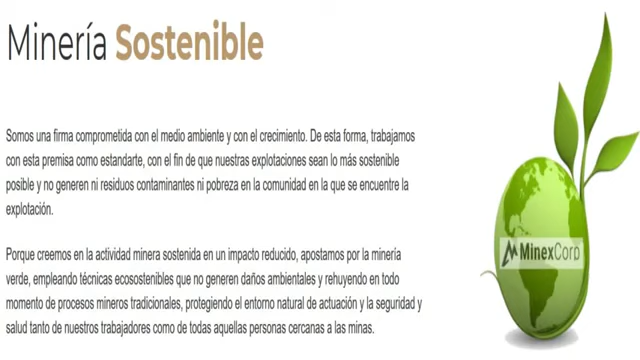 Minería Sostenible
Somos una firma comprometida con el medio ambiente y con el crecimiento. De esta forma, trabajamos
con esta premisa como estandarte, con el fin de que nuestras explotaciones sean lo más sostenible
posible y no generen ni residuos contaminantes ni pobreza en la comunidad en la que se encuentre la
explotación.
Porque creemos en la actividad minera sostenida en un impacto reducido, apostamos por la minería
verde, empleando técnicas ecosostenibles que no generen daños ambientales y rehuyendo en todo
momento de procesos mineros tradicionales, protegiendo el entorno natural de actuación y la seguridad y
salud tanto de nuestros trabajadores como de todas aquellas personas cercanas a las minas.
MinexCorp